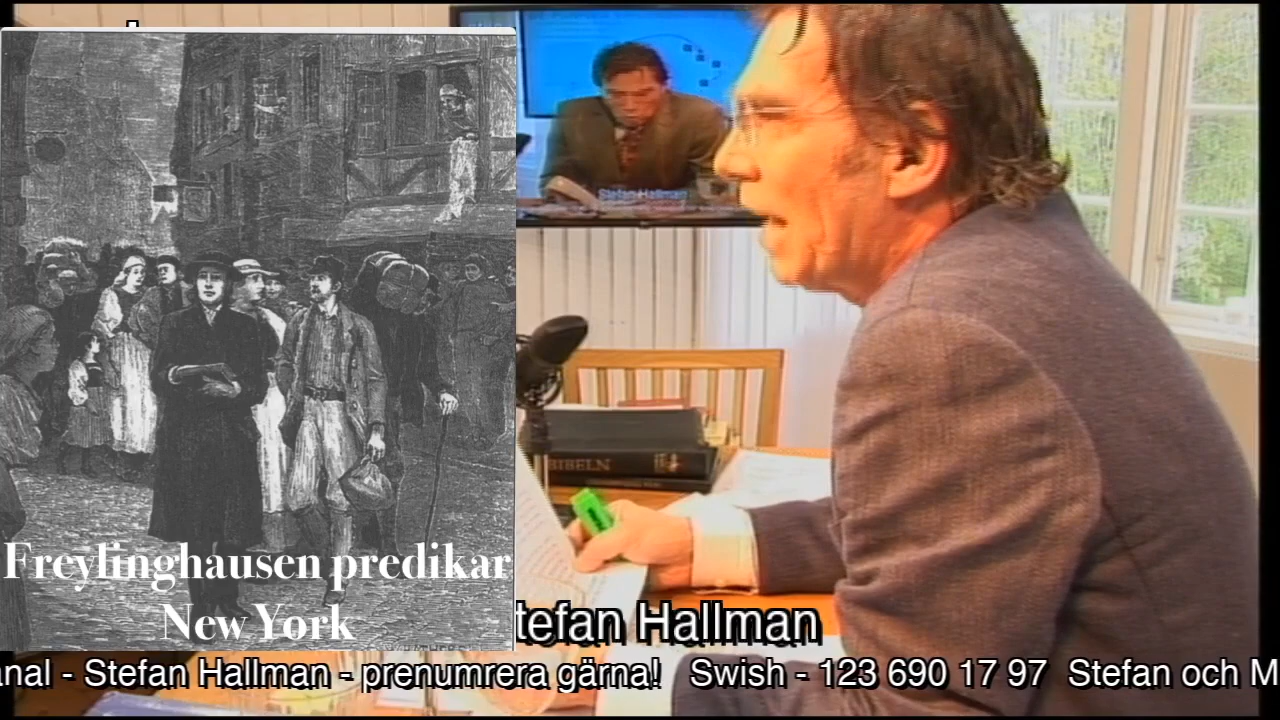 Stefan Hallman
BIBELN
Freylinghausen predikar
New York
tefan Hallman
anal - Stefan Hallman - prenumrera gärna! Swish - 123 690 17 97 Stefan och M